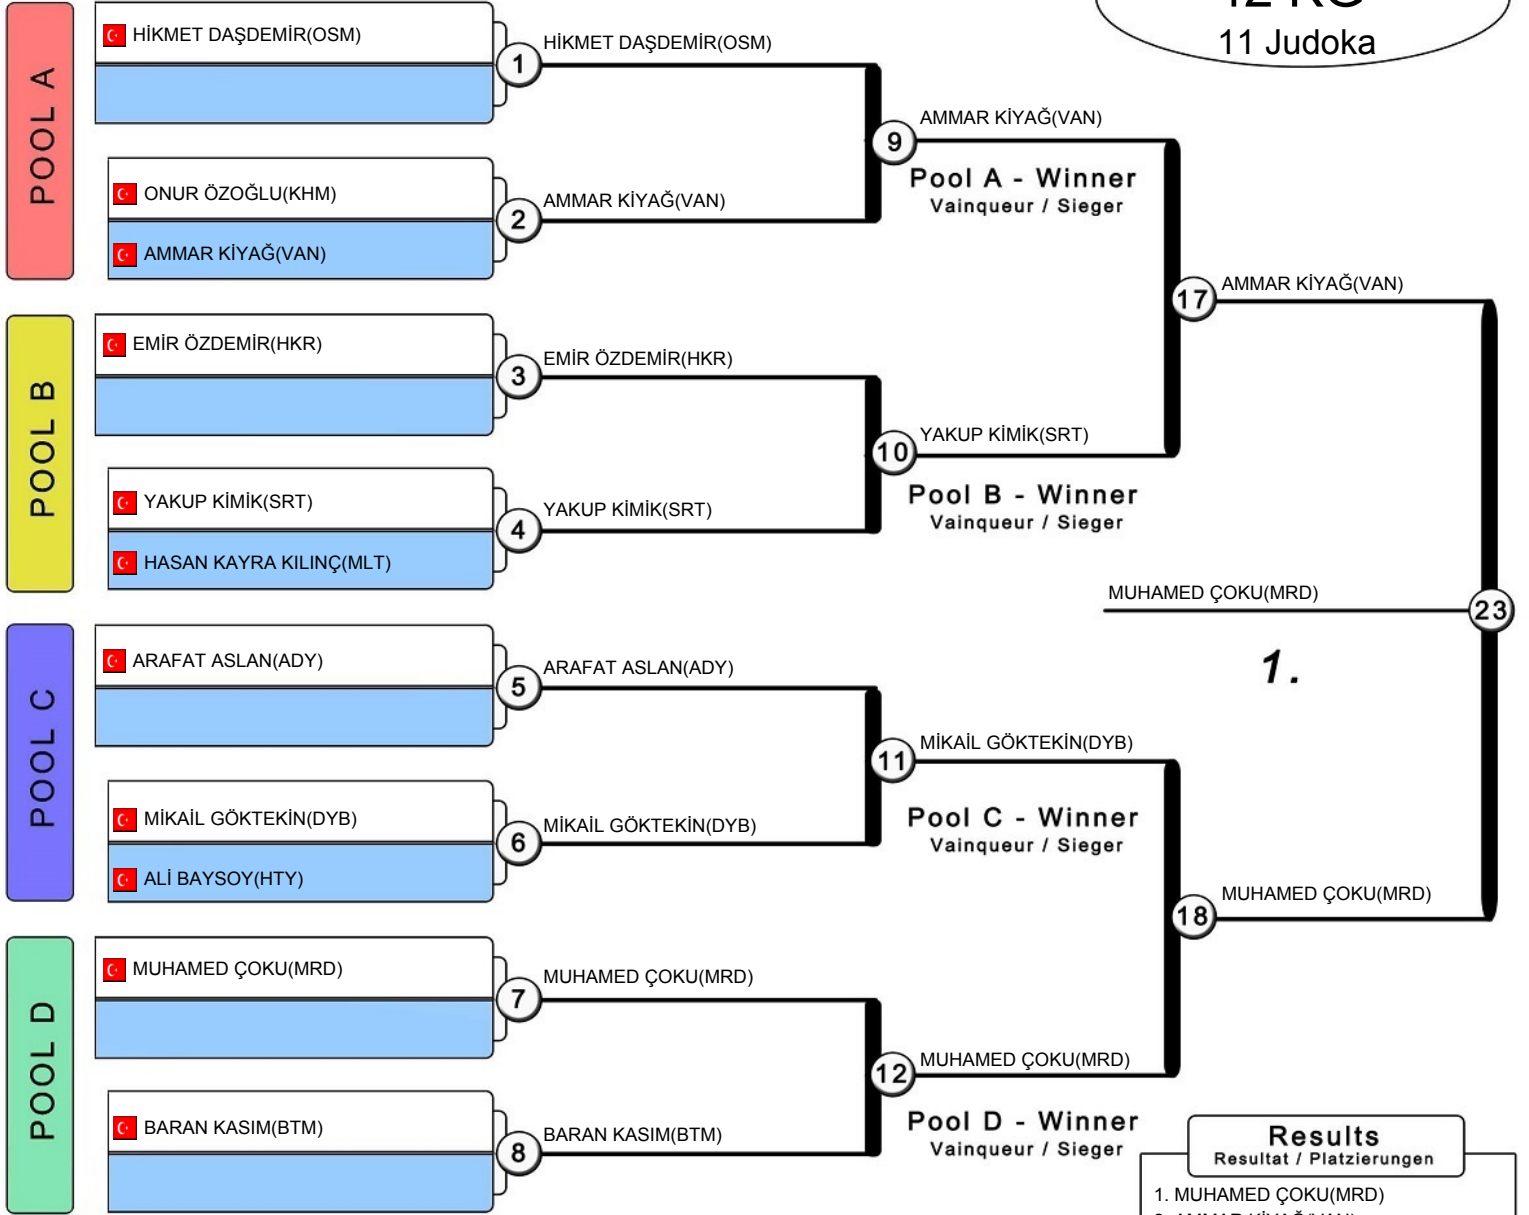 11 Judoka
POOL A
HİKMET DAŞDEMİR(OSM)
1
HİKMET DAŞDEMİR(OSM)
ONUR ÖZOĞLU(KHM)
AMMAR KİYAĞ(VAN)
2
AMMAR KİYAĞ(VAN)
9
AMMAR KİYAĞ(VAN)
Pool A - Winner
Vainqueur / Sieger
POOL B
EMİR ÖZDEMİR(HKR)
3
EMİR ÖZDEMİR(HKR)
YAKUP KİMİK(SRT)
HASAN KAYRA KILINÇ(MLT)
4
YAKUP KİMİK(SRT)
10
YAKUP KİMİK(SRT)
Pool B - Winner
Vainqueur / Sieger
17
AMMAR KİYAĞ(VAN)
POOL C
ARAFAT ASLAN(ADY)
5
ARAFAT ASLAN(ADY)
MİKAİL GÖKTEKİN(DYB)
ALİ BAYSOY(HTY)
6
MİKAİL GÖKTEKİN(DYB)
11
MİKAİL GÖKTEKİN(DYB)
Pool C - Winner
Vainqueur / Sieger
POOL D
MUHAMED ÇOKU(MRD)
7
MUHAMED ÇOKU(MRD)
BARAN KASIM(BTM)
8
BARAN KASIM(BTM)
12
MUHAMED ÇOKU(MRD)
Pool D - Winner
Vainqueur / Sieger
18
MUHAMED ÇOKU(MRD)
MUHAMED ÇOKU(MRD)
23
1.
Results
Resultat / Platzierungen
1. MUHAMED ÇOKU(MRD)